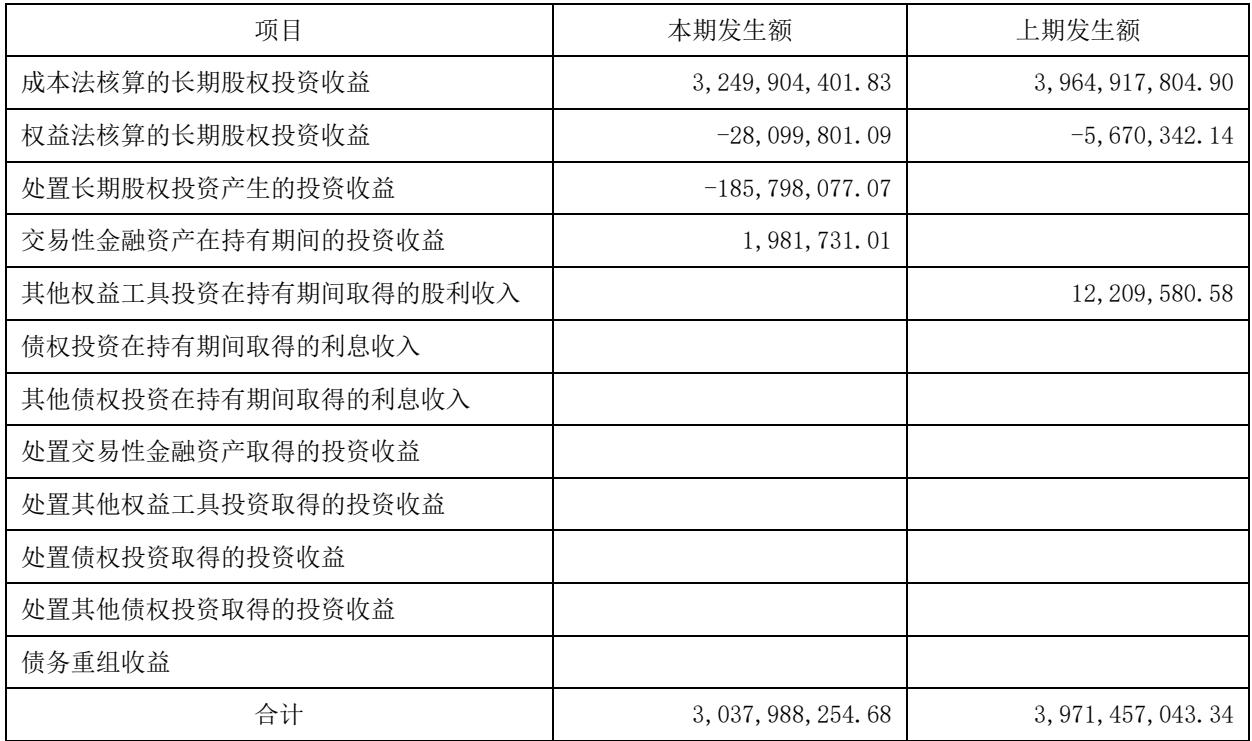 项目 本期发生额 上期发生额
成本法核算的长期股权投资收益 3,249,904,401.83 3,964,917,804.90
权益法核算的长期股权投资收益 -28,099,801.09 -5,670,342.14
处置长期股权投资产生的投资收益 -185,798,077.07
交易性金融资产在持有期间的投资收益 1,981,731.01
其他权益工具投资在持有期间取得的股利收入 12,209,580.58
债权投资在持有期间取得的利息收入
其他债权投资在持有期间取得的利息收入
处置交易性金融资产取得的投资收益
处置其他权益工具投资取得的投资收益
处置债权投资取得的投资收益
处置其他债权投资取得的投资收益
债务重组收益
合计 3,037,988,254.68 3,971,457,043.34